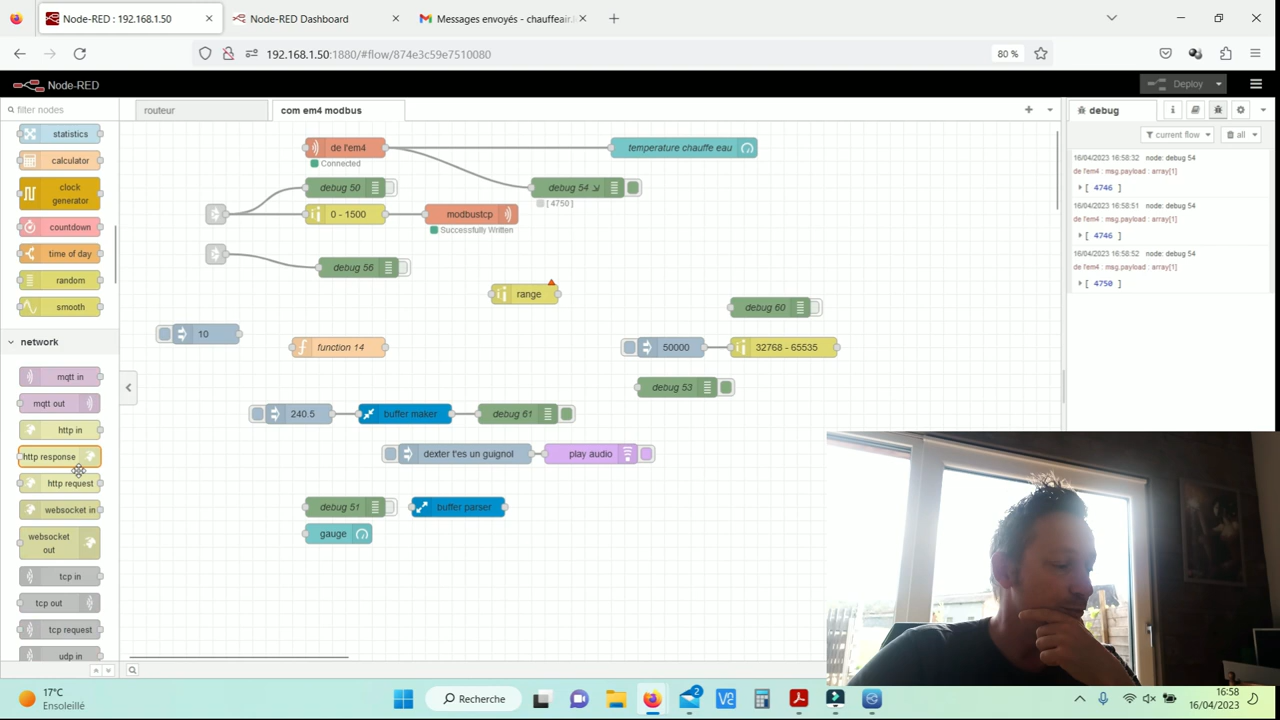 Node-RED : 192.168.1.50
Node-RED Dashboard
Messages envoyés - chauffeair.
192.168.1.50:1880/#flow/874e3c59e7510080
80 %
Node-RED
Deploy
filter nodes
routeur
com em4 modbus
debug
current flow
all
statistics
calculator
clock
generator
countdown
time of day
random
smooth
network
mqtt in
mqtt out
http in
http response
http request
websocket in
websocket
out
tcp in
tcp out
tcp request
udp in
de l'em4
Connected
temperature chauffe eau
debug 50
debug 54
[ 4750 ]
0 - 1500
modbustcp
Successfully Written
debug 56
range
debug 60
10
function 14
50000
32768 - 65535
debug 53
240.5
buffer maker
debug 61
dexter t'es un guignol
play audio
debug 51
buffer parser
gauge
16/04/2023 16:58:32 node: debug 54
de l'em4 : msg.payload : array[1]
[ 4746 ]
16/04/2023 16:58:51 node: debug 54
de l'em4 : msg.payload : array[1]
[ 4746 ]
16/04/2023 16:58:52 node: debug 54
de l'em4 : msg.payload : array[1]
[ 4750 ]
17°C
Ensoleillé
Recherche
2
16:58
16/04/2023